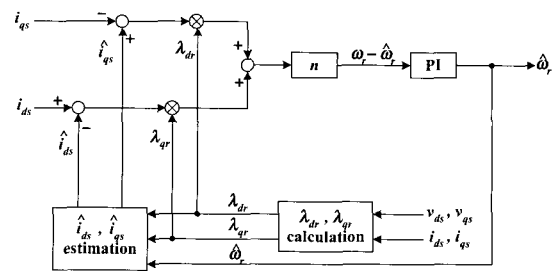 i_qs
−
+
î_qs
λ_dr
+
+
n
ω_r − ω̂_r
PI
ω̂_r
i_ds
+
−
î_ds
λ_qr
î_ds , î_qs
estimation
λ_dr
λ_qr
ω̂_r
λ_dr , λ_qr
calculation
v_ds , v_qs
i_ds , i_qs